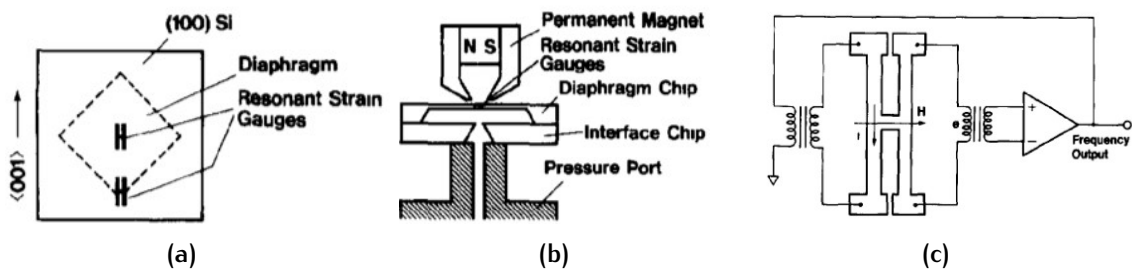 (100) Si
Diaphragm
Resonant Strain
Gauges
⟨001⟩
(a)
N S
Permanent Magnet
Resonant Strain
Gauges
Diaphragm Chip
Interface Chip
Pressure Port
(b)
H
I
e
+
−
Frequency
Output
(c)